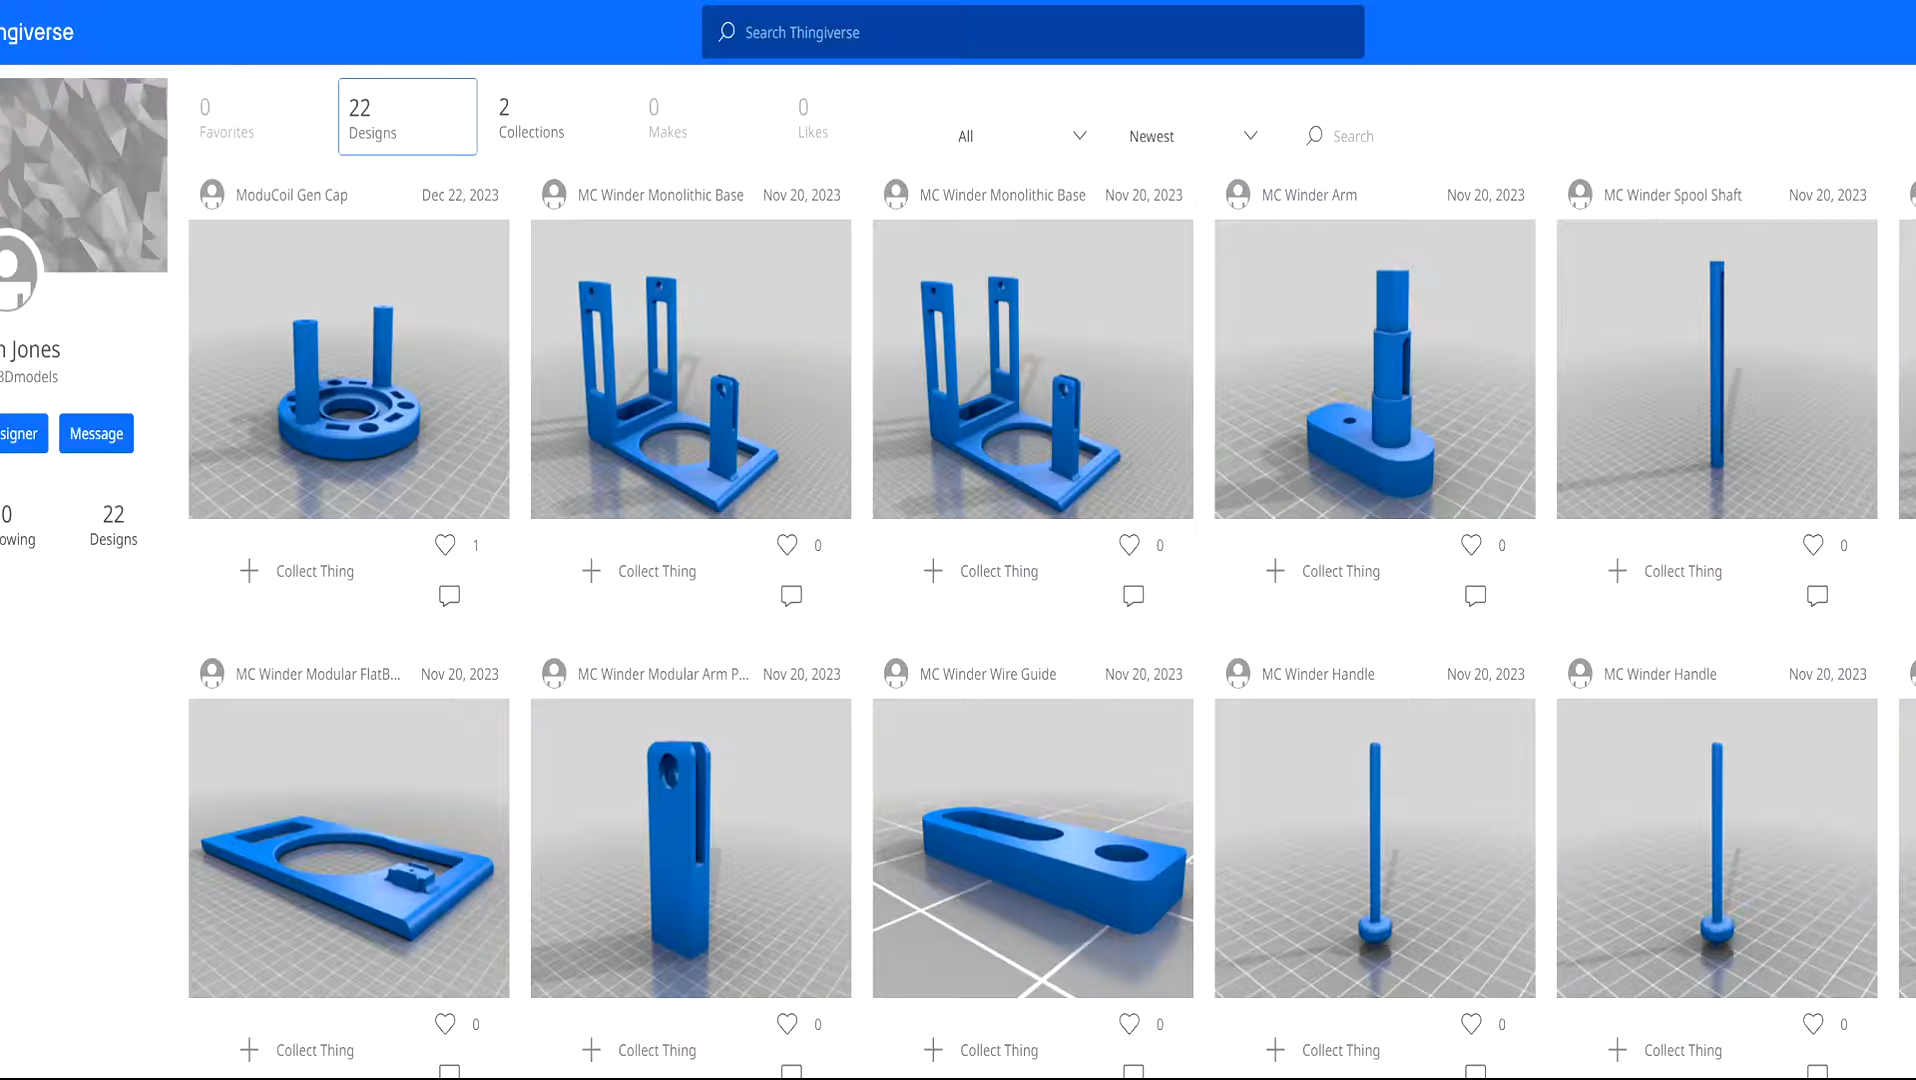 ngiverse
Search Thingiverse
0
Favorites
22
Designs
2
Collections
0
Makes
0
Likes
All
Newest
Search
n Jones
3Dmodels
signer
Message
0
owing
22
Designs
ModuCoil Gen Cap Dec 22, 2023
MC Winder Monolithic Base Nov 20, 2023
MC Winder Monolithic Base Nov 20, 2023
MC Winder Arm Nov 20, 2023
MC Winder Spool Shaft Nov 20, 2023
1
Collect Thing
0
Collect Thing
0
Collect Thing
0
Collect Thing
0
Collect Thing
MC Winder Modular FlatB... Nov 20, 2023
MC Winder Modular Arm P... Nov 20, 2023
MC Winder Wire Guide Nov 20, 2023
MC Winder Handle Nov 20, 2023
MC Winder Handle Nov 20, 2023
0
Collect Thing
0
Collect Thing
0
Collect Thing
0
Collect Thing
0
Collect Thing